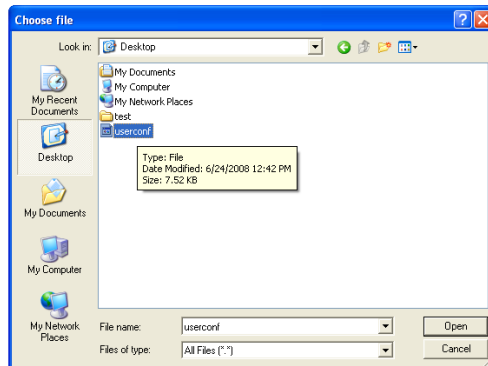 Choose file
Look in:
Desktop
My Recent
Documents
Desktop
My Documents
My Computer
My Network
Places
My Documents
My Computer
My Network Places
test
userconf
Type: File
Date Modified: 6/24/2008 12:42 PM
Size: 7.52 KB
File name:
userconf
Open
Files of type:
All Files (*.*)
Cancel